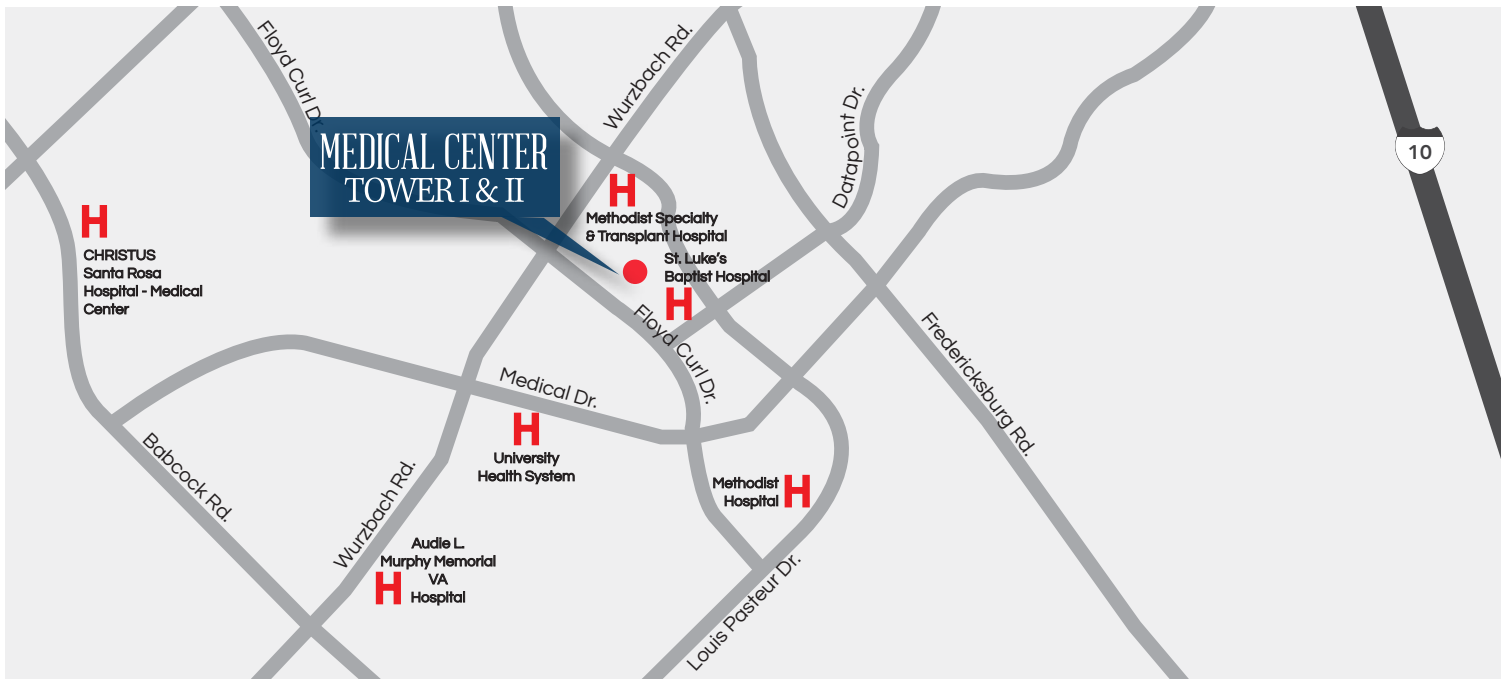 Floyd Curl Dr.
Wurzbach Rd.
Datapoint Dr.
10
MEDICAL CENTER
TOWER I & II
H
Methodist Specialty
& Transplant Hospital
H
CHRISTUS
Santa Rosa
Hospital - Medical
Center
St. Luke's
Baptist Hospital
H
Floyd Curl Dr.
Fredericksburg Rd.
Medical Dr.
H
University
Health System
Babcock Rd.
Wurzbach Rd.
Methodist
Hospital
H
Audie L.
Murphy Memorial
VA
Hospital
H
Louis Pasteur Dr.